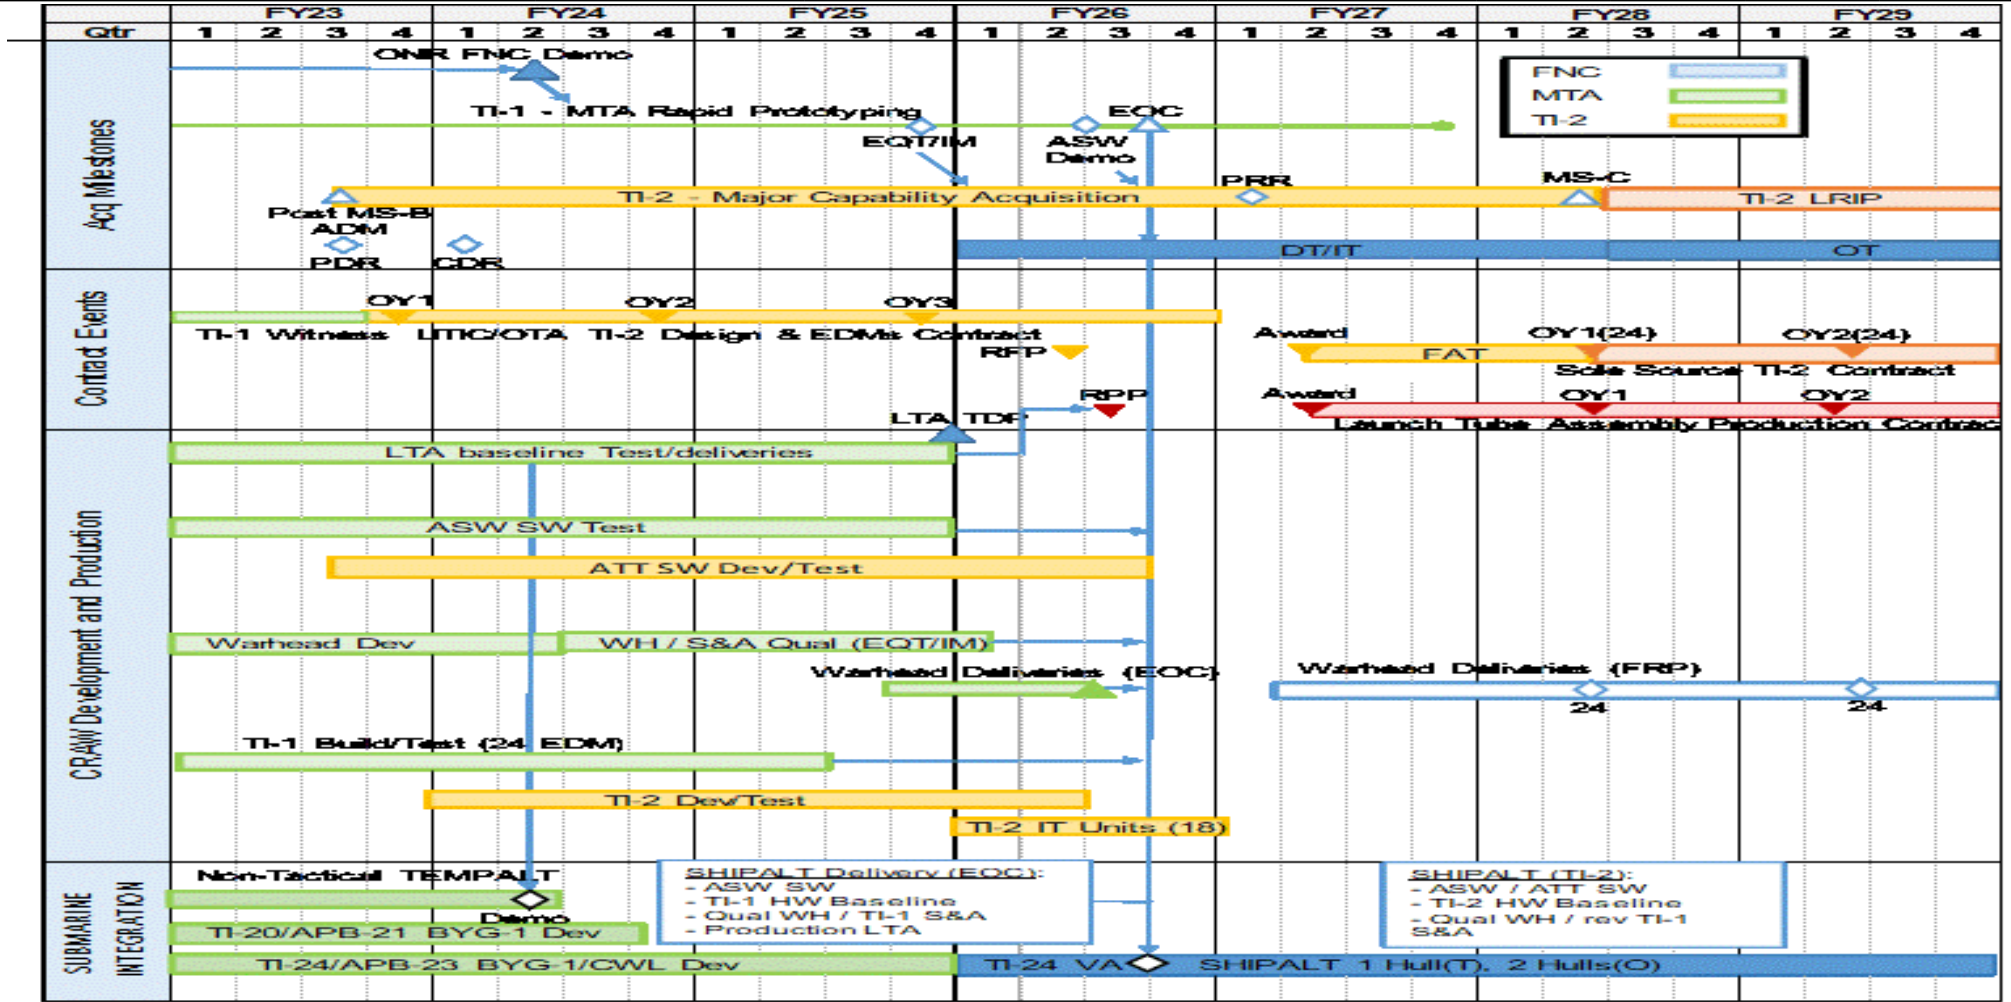 FY23 FY24 FY25 FY26 FY27 FY28 FY29
Qtr 1 2 3 4 1 2 3 4 1 2 3 4 1 2 3 4 1 2 3 4 1 2 3 4 1 2 3 4
Acq Milestones
ONR FNC Demo
FNC
MTA
TI-2
TI-1 - MTA Rapid Prototyping
EOC
EQT/IM
ASW
Demo
PRR
MS-C
TI-2 - Major Capability Acquisition
TI-2 LRIP
Post MS-B
ADM
PDR
CDR
DT/IT
OT
Contract Events
OY1
OY2
OY3
TI-1 Witness
UTIC/OTA TI-2 Design & EDMs Contract
RFP
Award
FAT
OY1(24)
OY2(24)
Sole Source TI-2 Contract
RPP
Award
OY1
OY2
Launch Tube Assembly Production Contrac
CRAW Development and Production
LTA TDP
LTA baseline Test/deliveries
ASW SW Test
ATT SW Dev/Test
Warhead Dev
WH / S&A Qual (EQT/IM)
Warhead Deliveries (EOC)
Warhead Deliveries (FRP)
24
24
TI-1 Build/Test (24 EDM)
TI-2 Dev/Test
TI-2 IT Units (18)
SUBMARINE
INTEGRATION
Non-Tactical TEMPALT
Demo
TI-20/APB-21 BYG-1 Dev
TI-24/APB-23 BYG-1/CWL Dev
SHIPALT Delivery (EOC):
- ASW SW
- TI-1 HW Baseline
- Qual WH / TI-1 S&A
- Production LTA
SHIPALT (TI-2):
- ASW / ATT SW
- TI-2 HW Baseline
- Qual WH / rev TI-1
S&A
TI-24 VA SHIPALT 1 Hull(T), 2 Hulls(O)